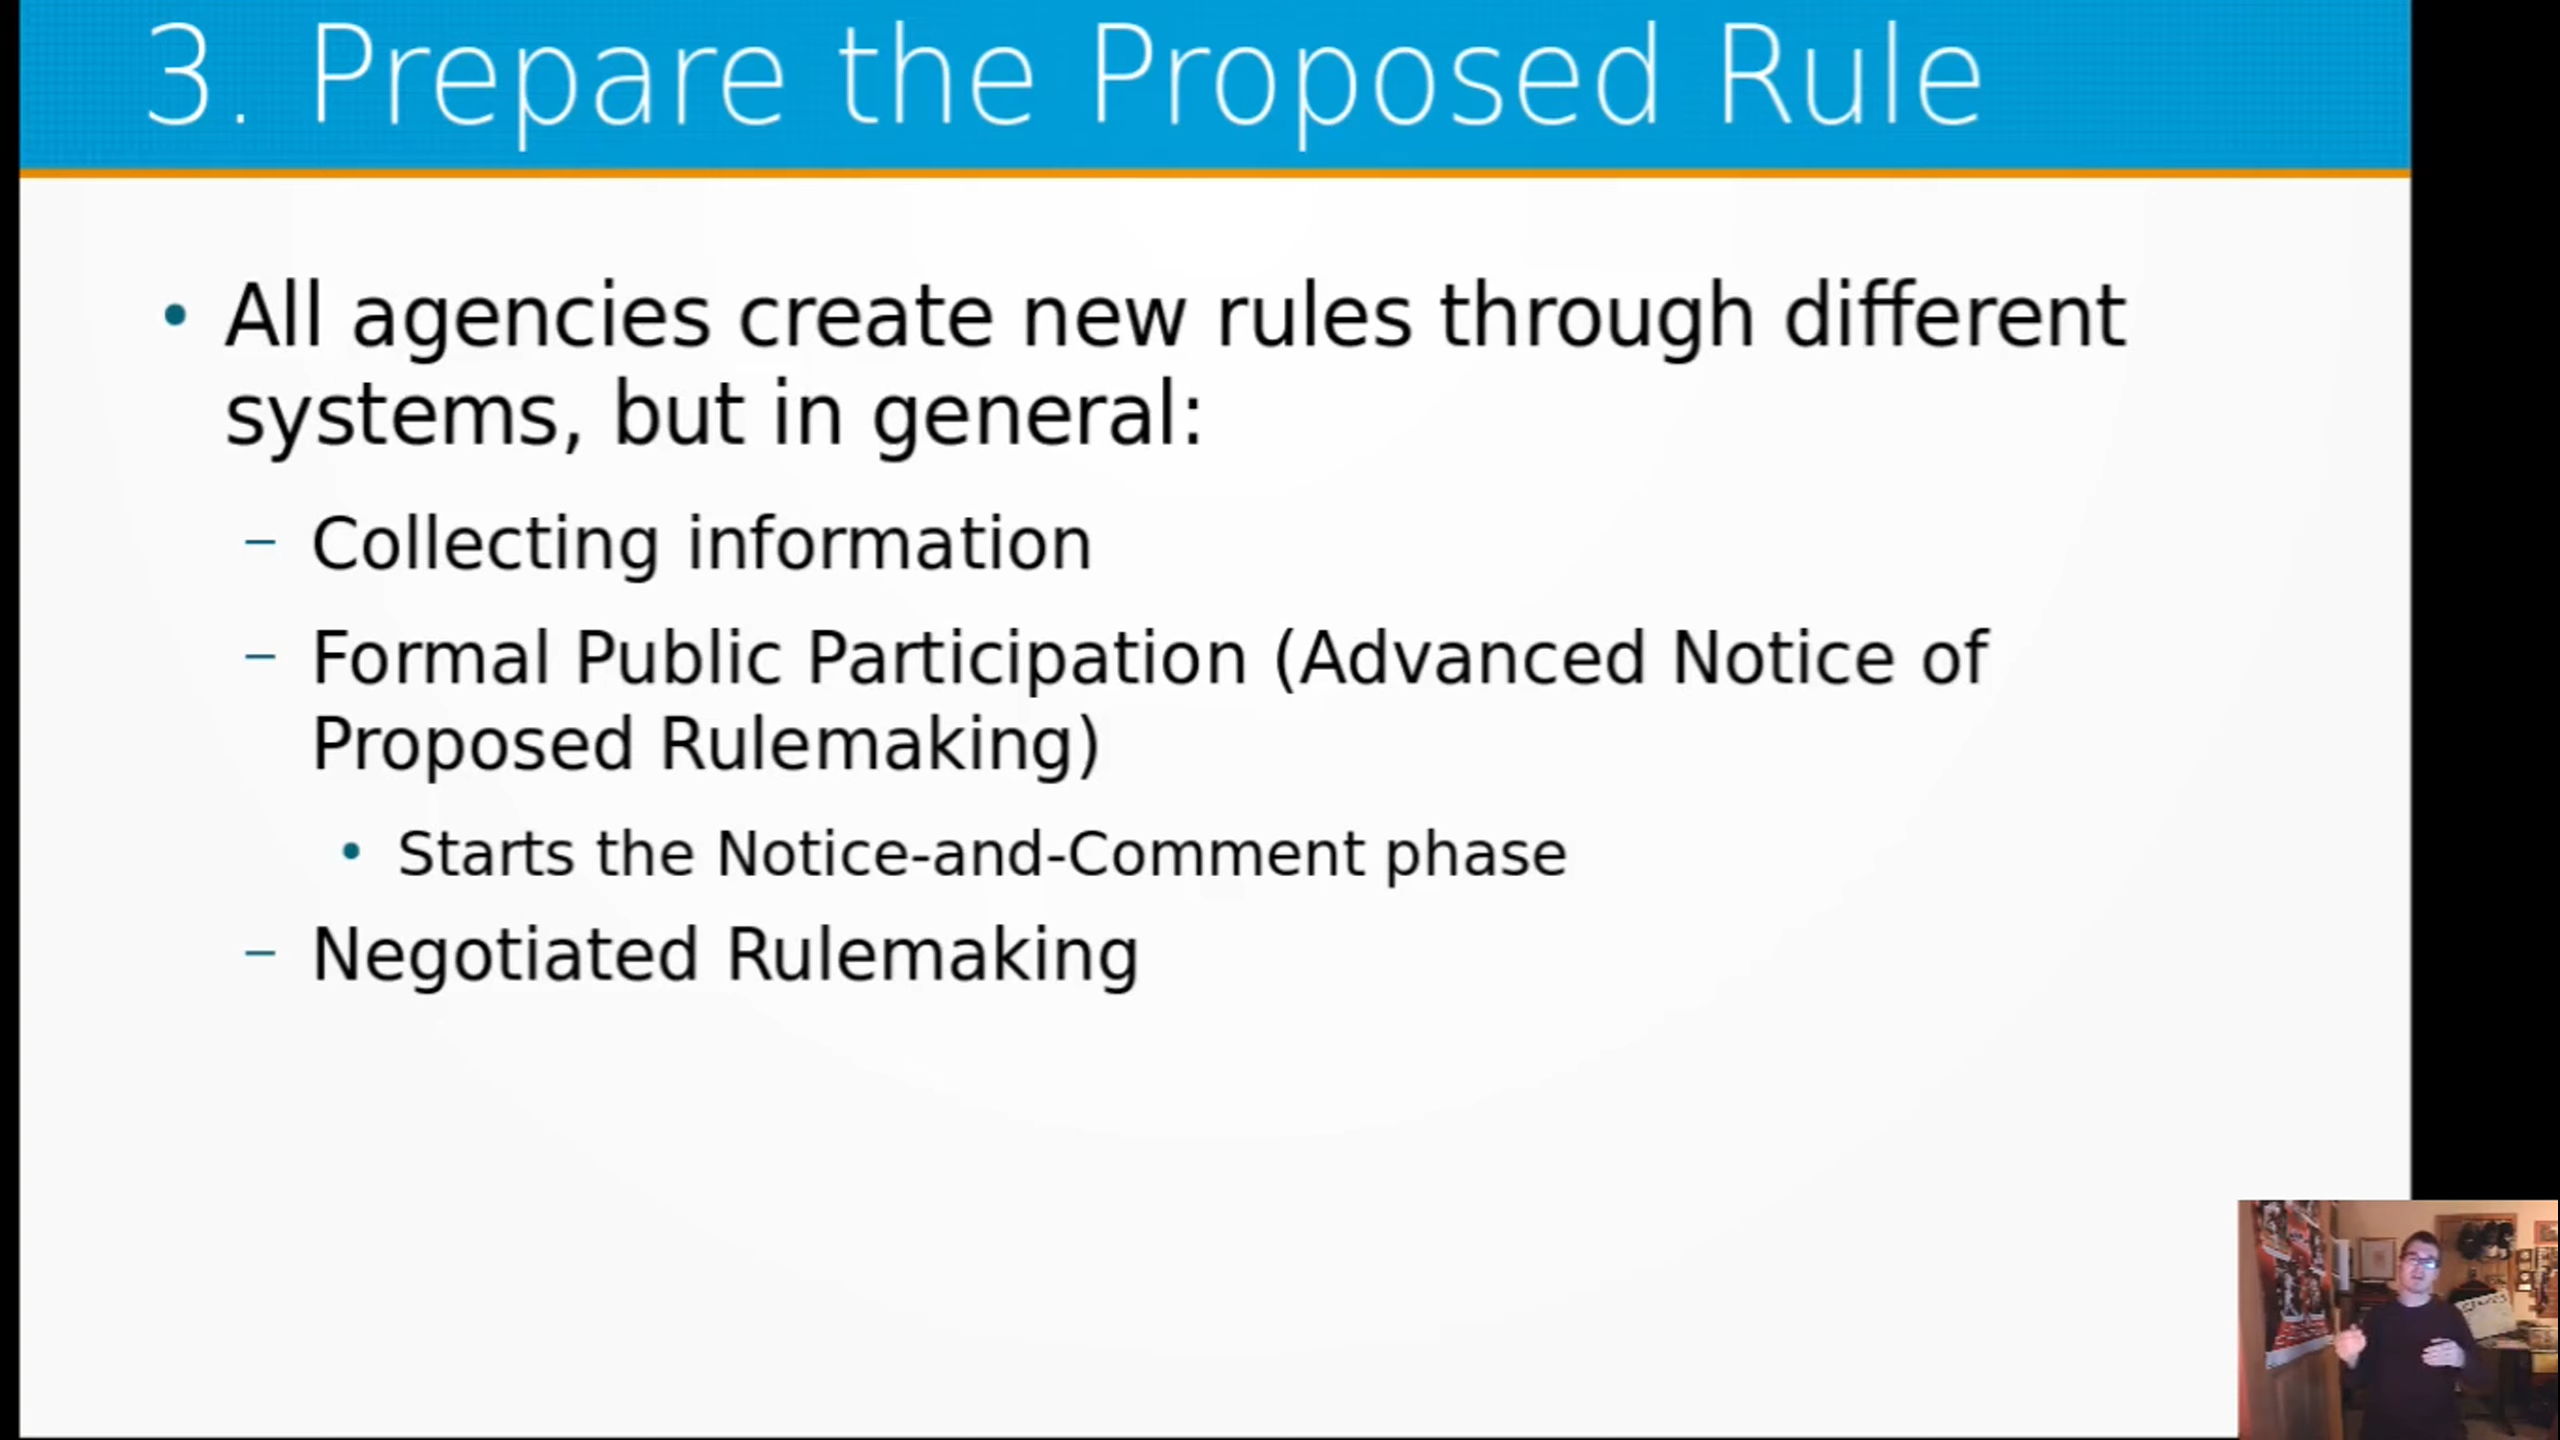 3. Prepare the Proposed Rule
• All agencies create new rules through different
systems, but in general:
– Collecting information
– Formal Public Participation (Advanced Notice of
Proposed Rulemaking)
• Starts the Notice-and-Comment phase
– Negotiated Rulemaking